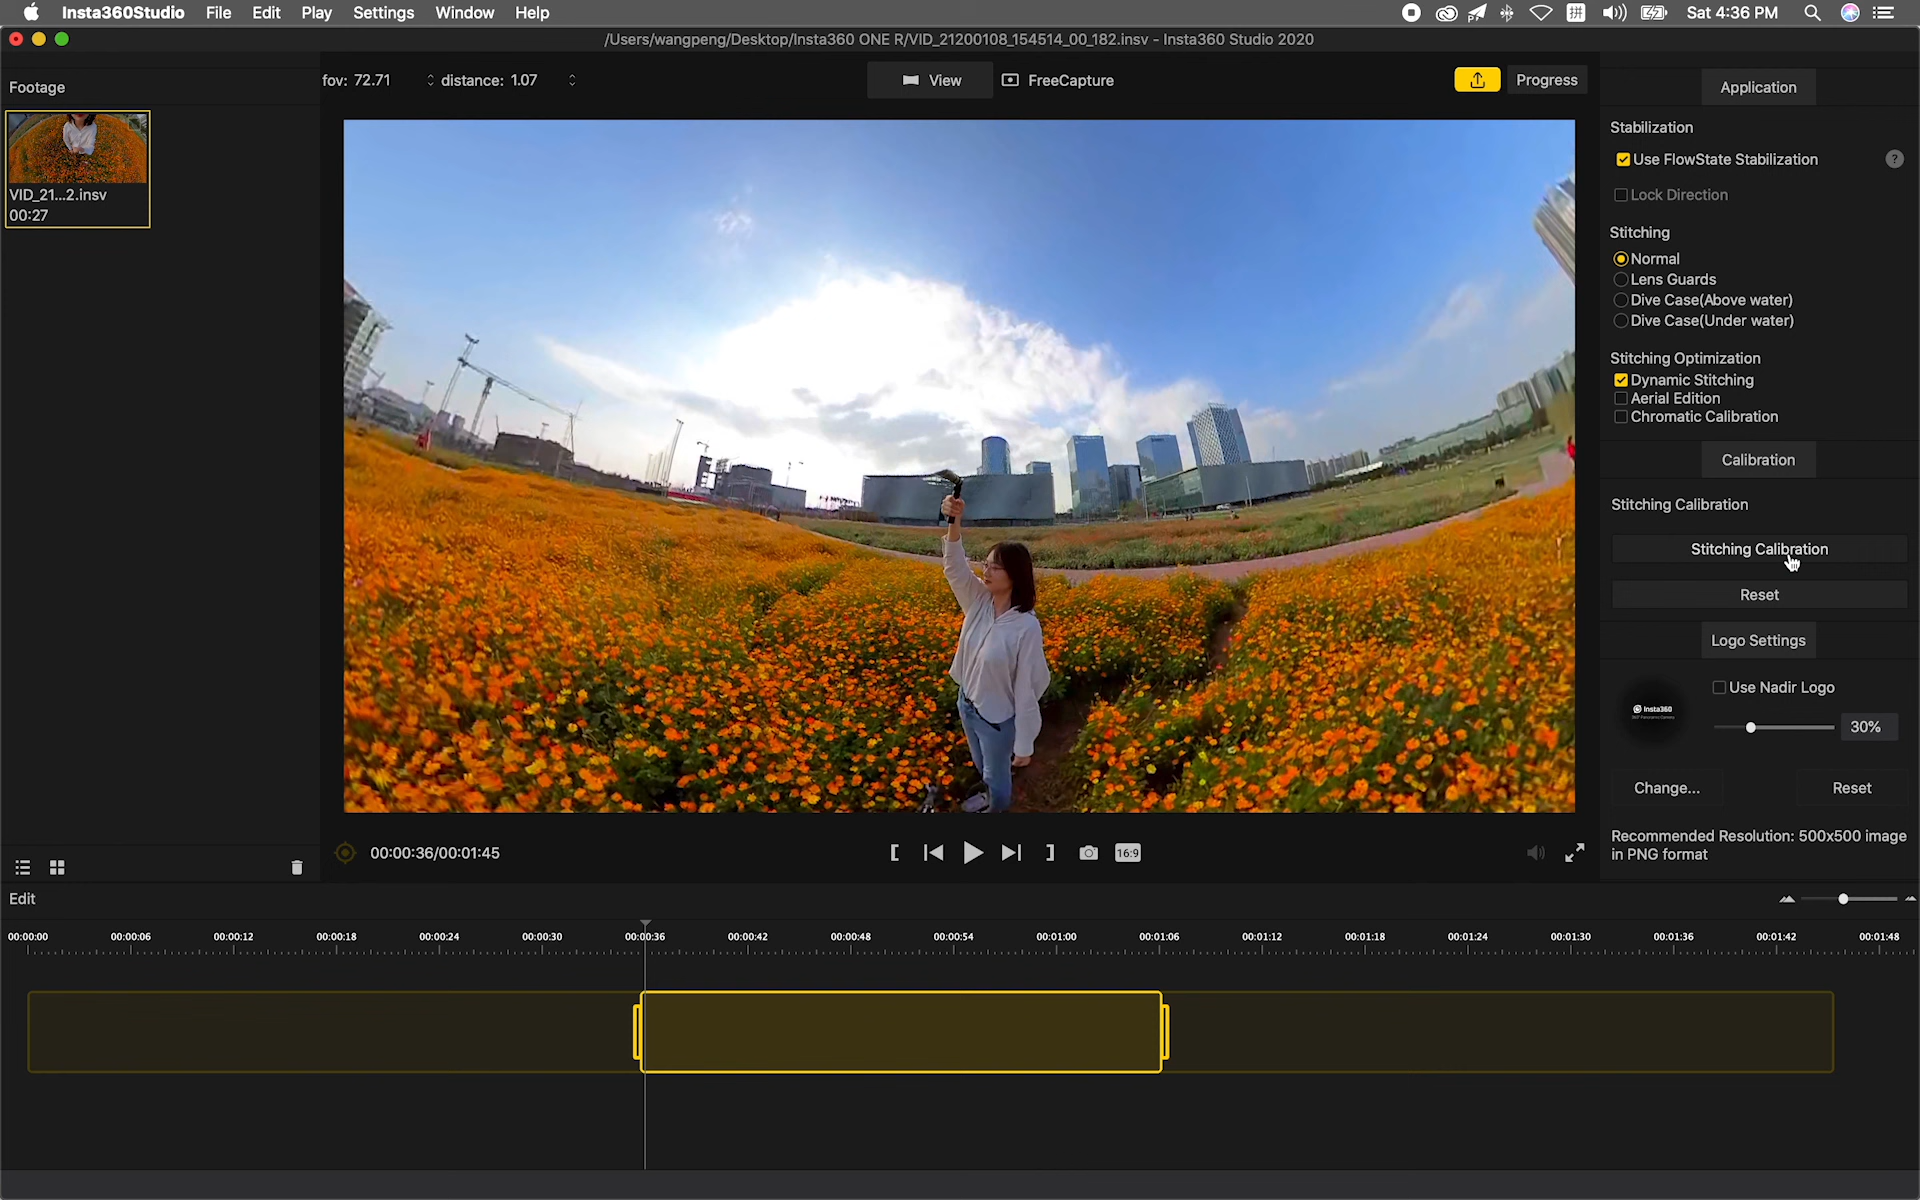 Insta360Studio File Edit Play Settings Window Help
拼 Sat 4:36 PM
/Users/wangpeng/Desktop/Insta360 ONE R/VID_21200108_154514_00_182.insv - Insta360 Studio 2020
Footage
fov: 72.71 distance: 1.07
View FreeCapture
Progress
VID_21...2.insv
00:27
Application
Stabilization
Use FlowState Stabilization ?
Lock Direction
Stitching
Normal
Lens Guards
Dive Case(Above water)
Dive Case(Under water)
Stitching Optimization
Dynamic Stitching
Aerial Edition
Chromatic Calibration
Calibration
Stitching Calibration
Stitching Calibration
Reset
Logo Settings
Use Nadir Logo
Insta360
30%
Change... Reset
Recommended Resolution: 500x500 image
in PNG format
00:00:36/00:01:45
16:9
Edit
00:00:00 00:00:06 00:00:12 00:00:18 00:00:24 00:00:30 00:00:36 00:00:42 00:00:48 00:00:54 00:01:00 00:01:06 00:01:12 00:01:18 00:01:24 00:01:30 00:01:36 00:01:42 00:01:48